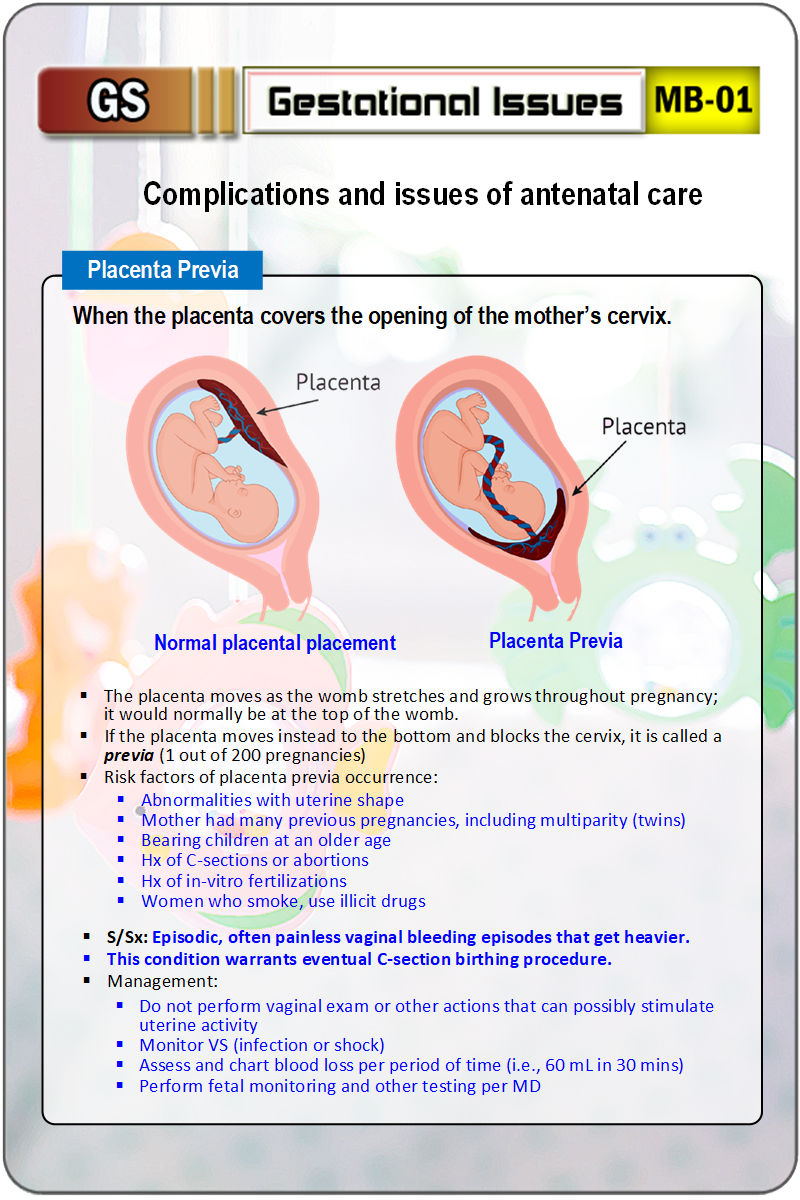 GS
Gestational Issues
MB-01
Complications and issues of antenatal care
Placenta Previa
When the placenta covers the opening of the mother's cervix.
Placenta
Placenta
Normal placental placement
Placenta Previa
▪ The placenta moves as the womb stretches and grows throughout pregnancy;
it would normally be at the top of the womb.
▪ If the placenta moves instead to the bottom and blocks the cervix, it is called a
previa (1 out of 200 pregnancies)
▪ Risk factors of placenta previa occurrence:
▪ Abnormalities with uterine shape
▪ Mother had many previous pregnancies, including multiparity (twins)
▪ Bearing children at an older age
▪ Hx of C-sections or abortions
▪ Hx of in-vitro fertilizations
▪ Women who smoke, use illicit drugs
▪ S/Sx: Episodic, often painless vaginal bleeding episodes that get heavier.
▪ This condition warrants eventual C-section birthing procedure.
▪ Management:
▪ Do not perform vaginal exam or other actions that can possibly stimulate
uterine activity
▪ Monitor VS (infection or shock)
▪ Assess and chart blood loss per period of time (i.e., 60 mL in 30 mins)
▪ Perform fetal monitoring and other testing per MD